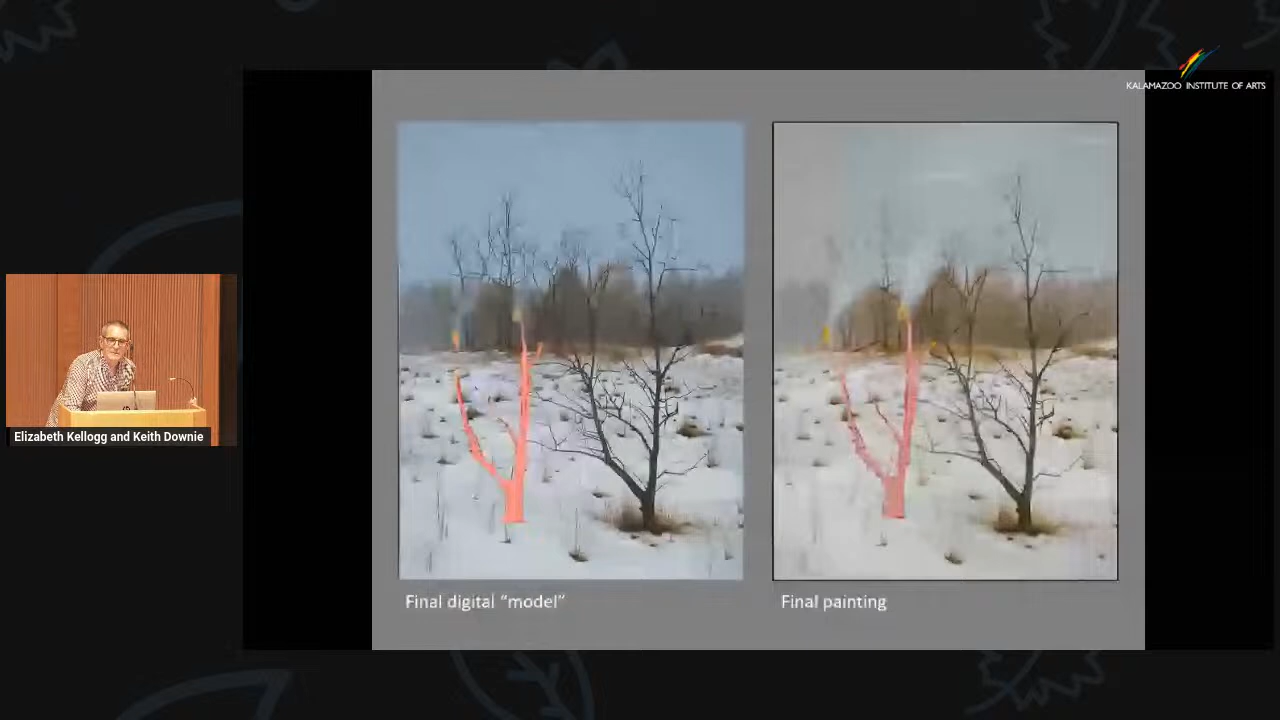 KALAMAZOO INSTITUTE OF ARTS
Elizabeth Kellogg and Keith Downie
Final digital “model”
Final painting